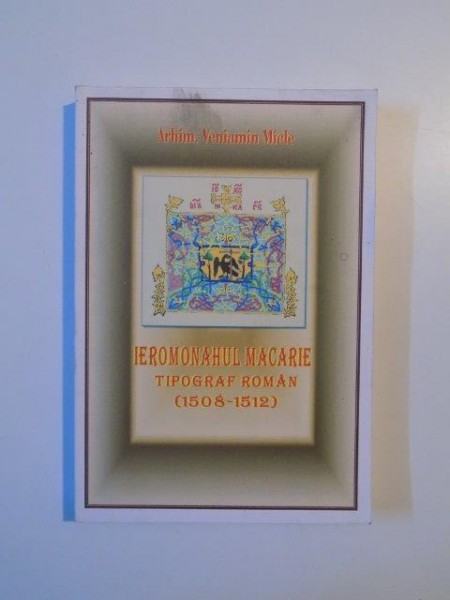 Arhim. Veniamin Micle
IEROMONAHUL MACARIE
TIPOGRAF ROMÂN
(1508-1512)